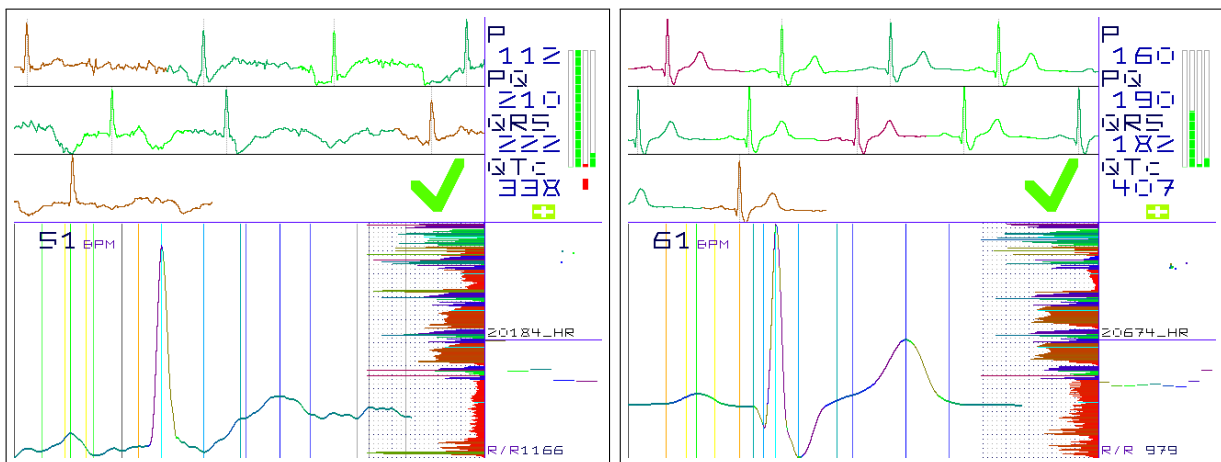 P
112
PQ
210
QRS
222
QTc
338
51 BPM
20184_HR
R/R1166
P
160
PQ
190
QRS
182
QTc
407
61 BPM
20674_HR
R/R 979